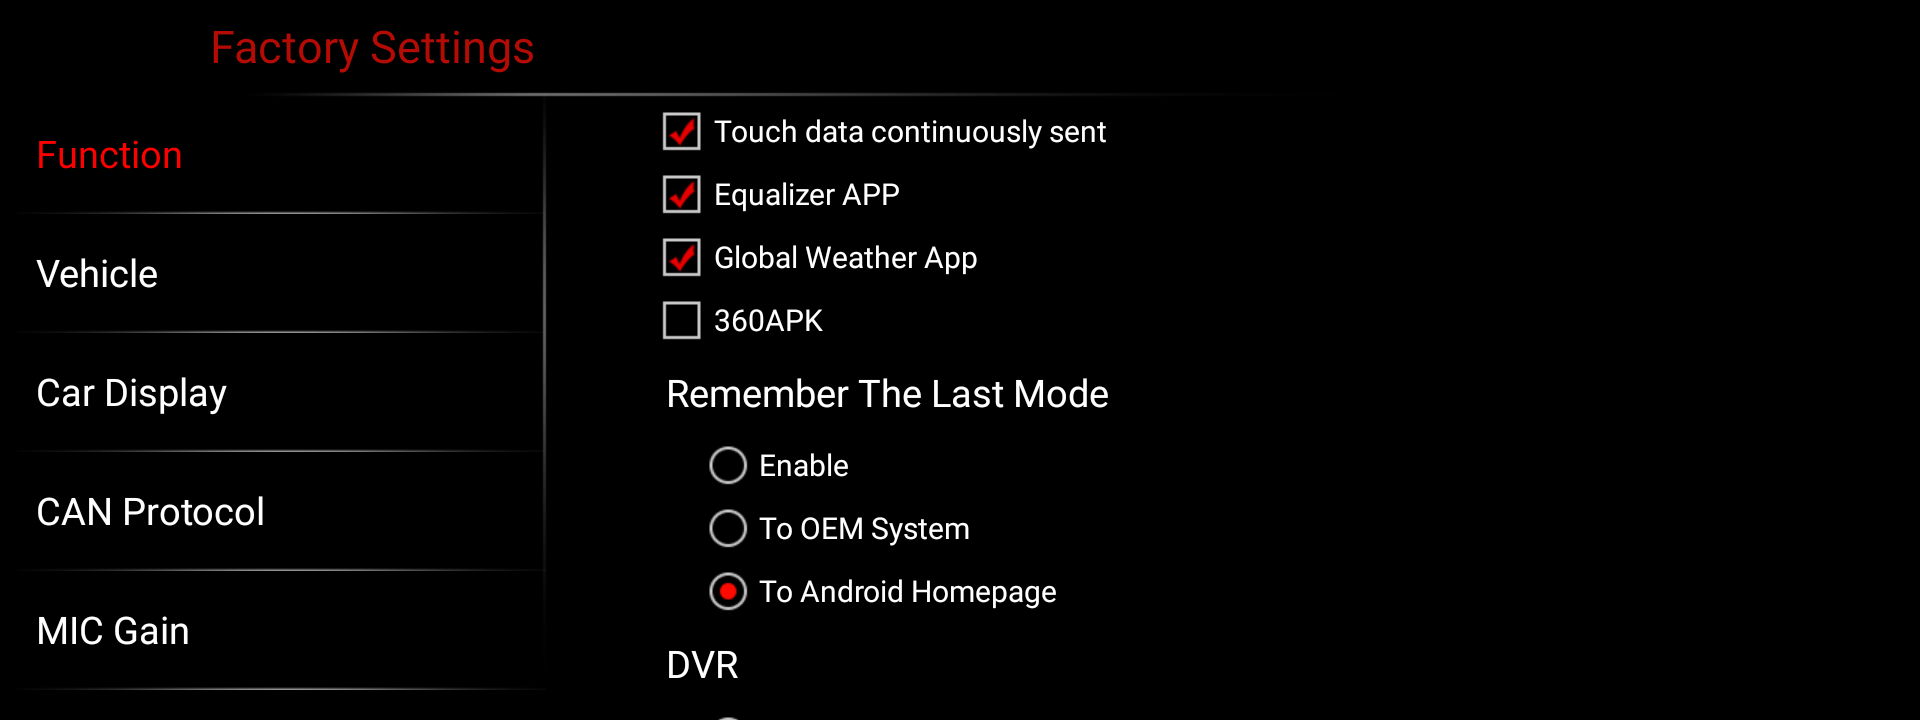 Factory Settings
Function
Vehicle
Car Display
CAN Protocol
MIC Gain
Touch data continuously sent
Equalizer APP
Global Weather App
360APK
Remember The Last Mode
Enable
To OEM System
To Android Homepage
DVR